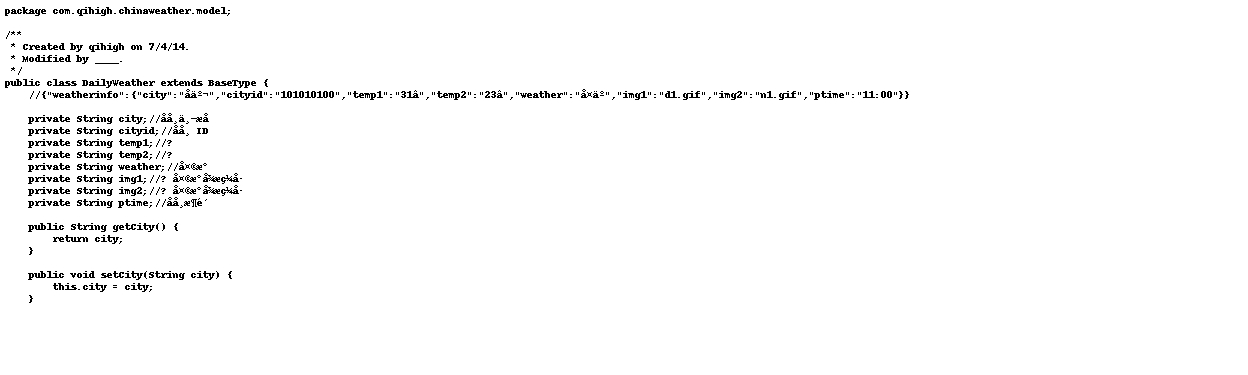 package com.qihigh.chinaweather.model;
/**
* Created by qihigh on 7/4/14.
* Modified by ____.
*/
public class DailyWeather extends BaseType {
//{"weatherinfo":{"city":"åäº¬","cityid":"101010100","temp1":"31â","temp2":"23â","weather":"å¤äº","img1":"d1.gif","img2":"n1.gif","ptime":"11:00"}}
private String city;//åå¸ä¸­æå
private String cityid;//åå¸ ID
private String temp1;//?
private String temp2;//?
private String weather;//å¤©æ°
private String img1;//? å¤©æ°å¾æç¼å·
private String img2;//? å¤©æ°å¾æç¼å·
private String ptime;//åå¸æ¶é´
public String getCity() {
return city;
}
public void setCity(String city) {
this.city = city;
}